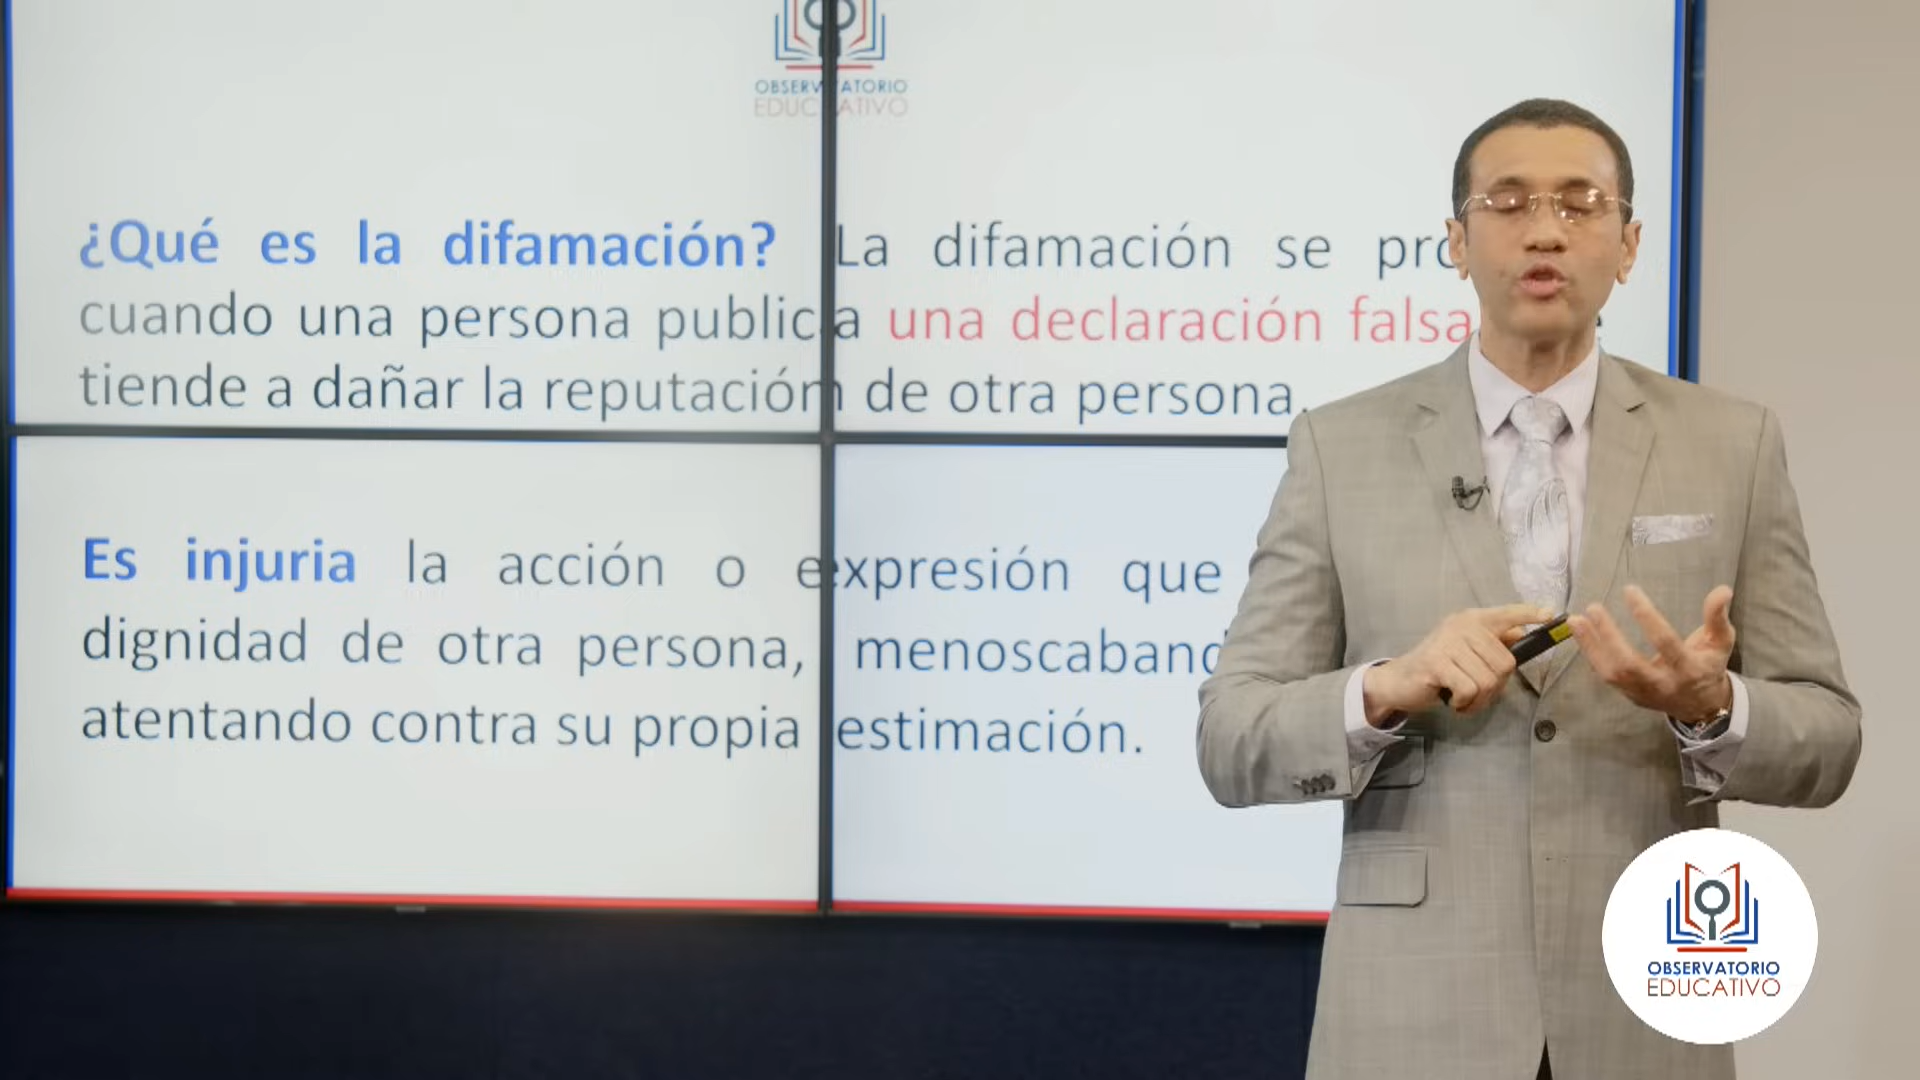 OBSERVATORIO
EDUCATIVO
¿Qué es la difamación? La difamación se
cuando una persona publica una declaración falsa
tiende a dañar la reputación de otra persona.
Es injuria la acción o expresión que
dignidad de otra persona,
atentando contra su propia estimación.
OBSERVATORIO
EDUCATIVO